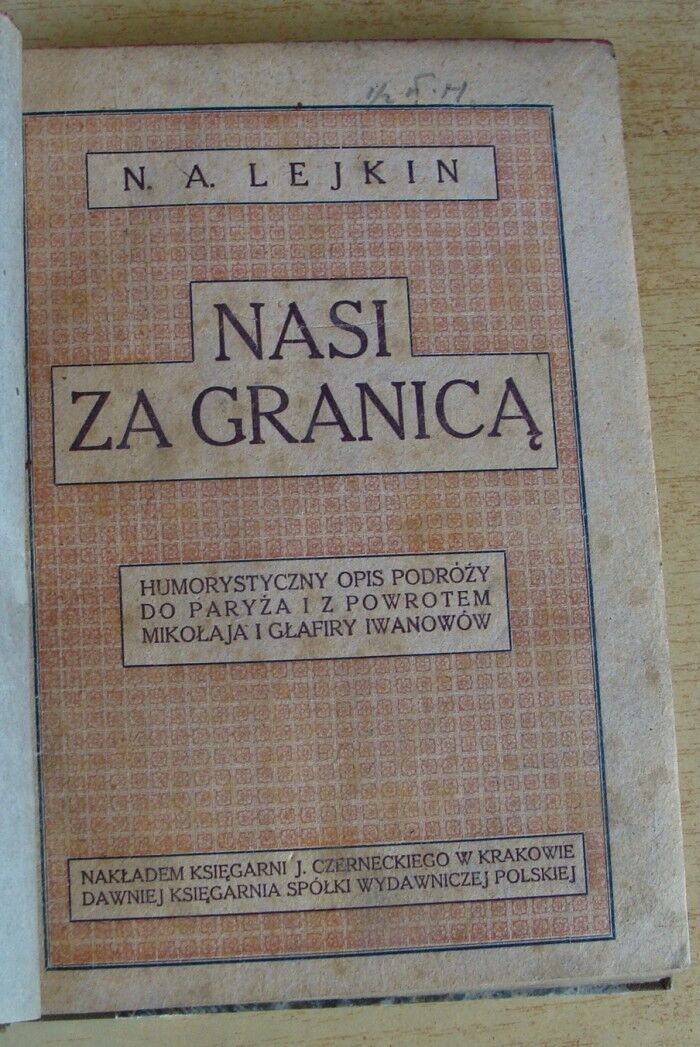 N. A. LEJKIN
NASI
ZA GRANICĄ
HUMORYSTYCZNY OPIS PODRÓŻY
DO PARYŻA I Z POWROTEM
MIKOŁAJA I GŁAFIRY IWANOWÓW
NAKŁADEM KSIĘGARNI J. CZERNECKIEGO W KRAKOWIE
DAWNIEJ KSIĘGARNIA SPÓŁKI WYDAWNICZEJ POLSKIEJ